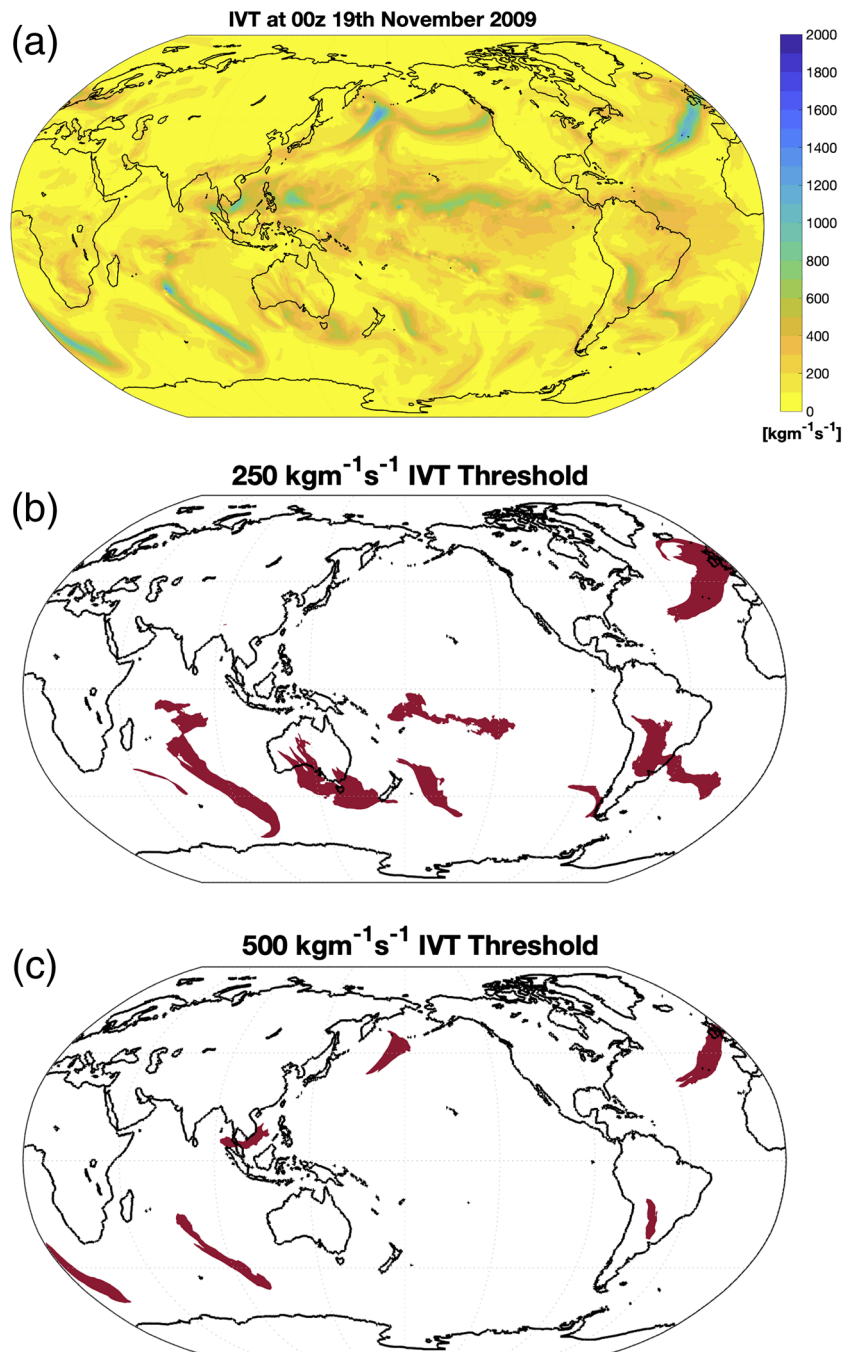 (a)
IVT at 00z 19th November 2009
2000
1800
1600
1400
1200
1000
800
600
400
200
0
[kgm⁻¹s⁻¹]
(b)
250 kgm⁻¹s⁻¹ IVT Threshold
(c)
500 kgm⁻¹s⁻¹ IVT Threshold